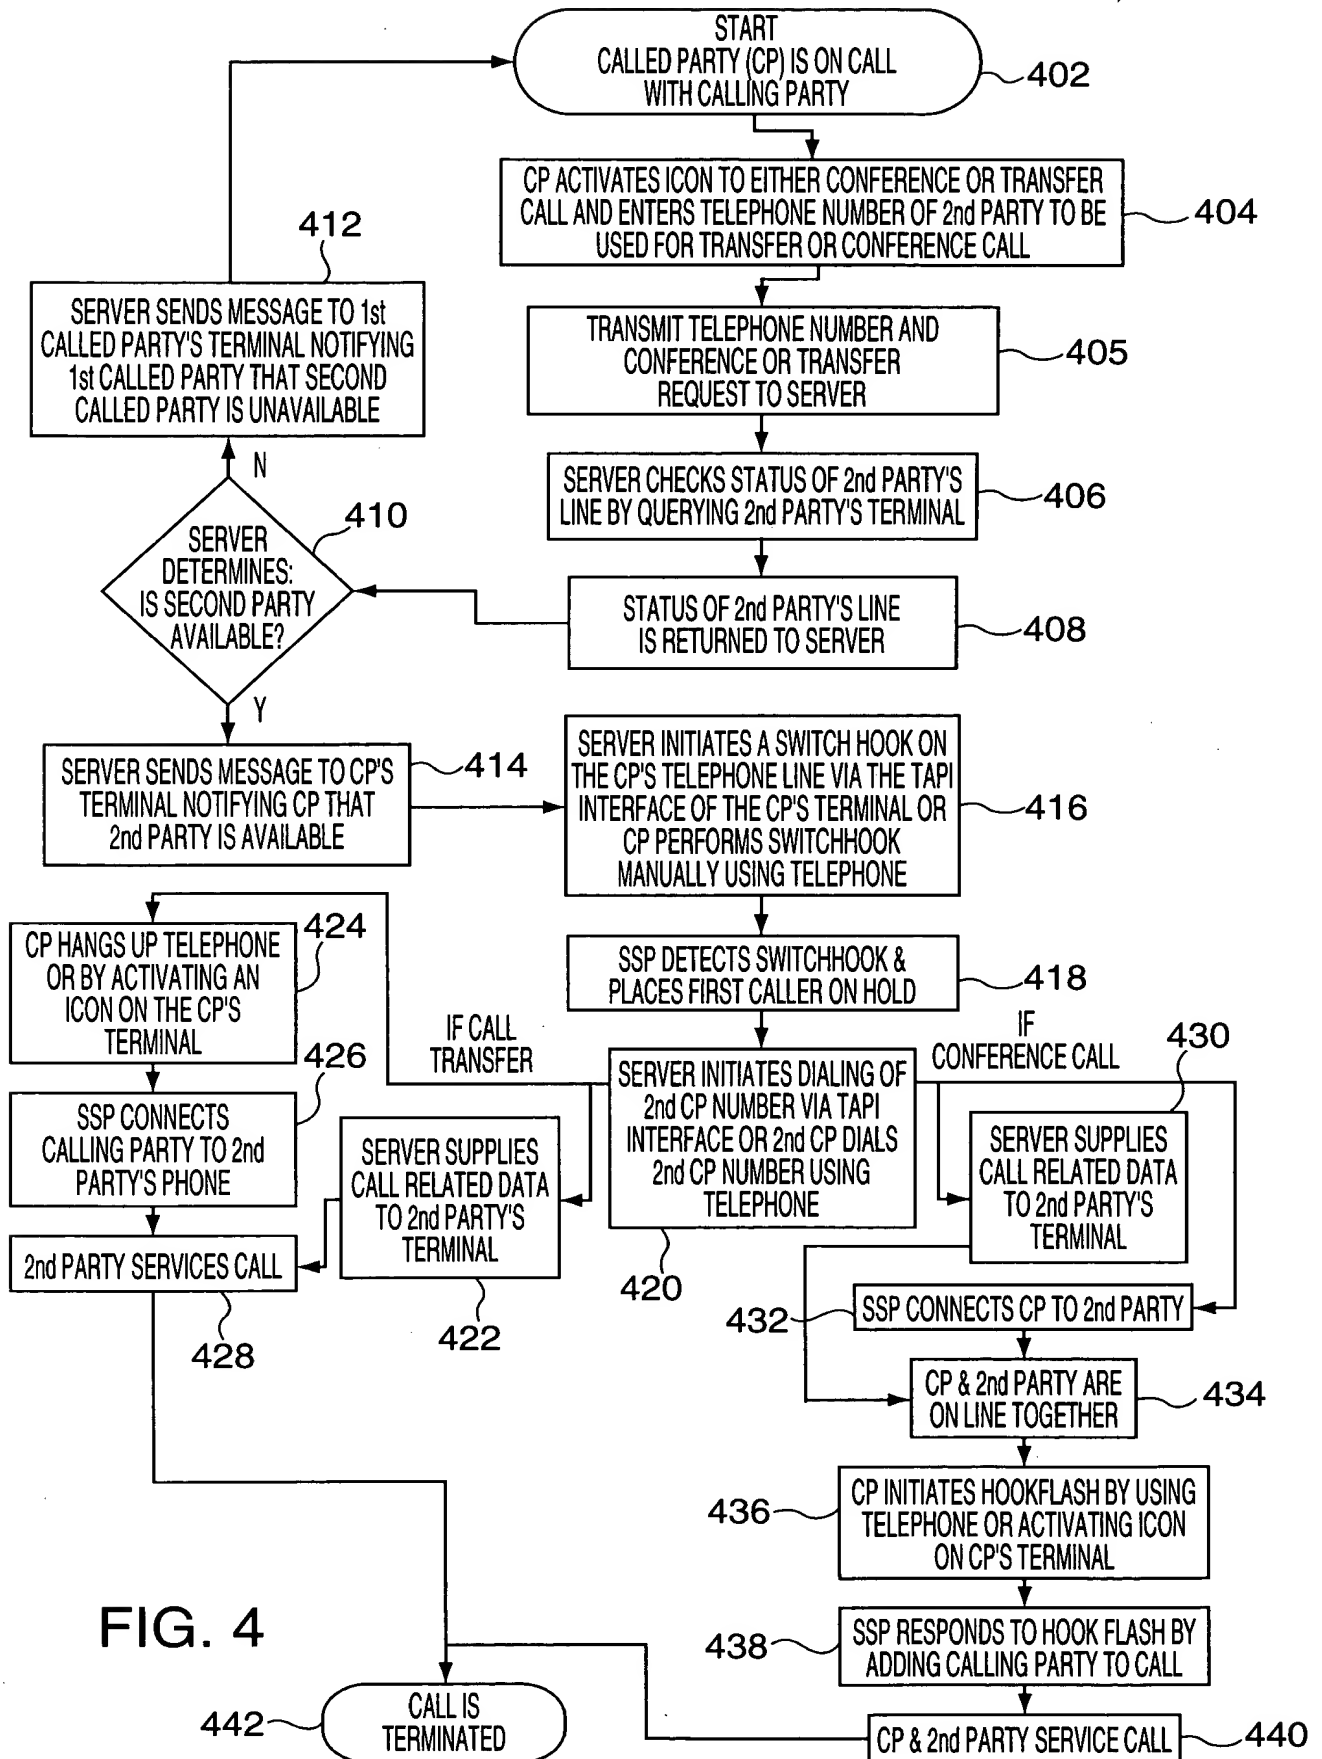 START
CALLED PARTY (CP) IS ON CALL
WITH CALLING PARTY
402
CP ACTIVATES ICON TO EITHER CONFERENCE OR TRANSFER
CALL AND ENTERS TELEPHONE NUMBER OF 2nd PARTY TO BE
USED FOR TRANSFER OR CONFERENCE CALL
404
TRANSMIT TELEPHONE NUMBER AND
CONFERENCE OR TRANSFER
REQUEST TO SERVER
405
SERVER CHECKS STATUS OF 2nd PARTY'S
LINE BY QUERYING 2nd PARTY'S TERMINAL
406
STATUS OF 2nd PARTY'S LINE
IS RETURNED TO SERVER
408
SERVER
DETERMINES:
IS SECOND PARTY
AVAILABLE?
410
N
412
SERVER SENDS MESSAGE TO 1st
CALLED PARTY'S TERMINAL NOTIFYING
1st CALLED PARTY THAT SECOND
CALLED PARTY IS UNAVAILABLE
Y
SERVER SENDS MESSAGE TO CP'S
TERMINAL NOTIFYING CP THAT
2nd PARTY IS AVAILABLE
414
SERVER INITIATES A SWITCH HOOK ON
THE CP'S TELEPHONE LINE VIA THE TAPI
INTERFACE OF THE CP'S TERMINAL OR
CP PERFORMS SWITCHHOOK
MANUALLY USING TELEPHONE
416
SSP DETECTS SWITCHHOOK &
PLACES FIRST CALLER ON HOLD
418
SERVER INITIATES DIALING OF
2nd CP NUMBER VIA TAPI
INTERFACE OR 2nd CP DIALS
2nd CP NUMBER USING
TELEPHONE
420
IF CALL
TRANSFER
SERVER SUPPLIES
CALL RELATED DATA
TO 2nd PARTY'S
TERMINAL
422
CP HANGS UP TELEPHONE
OR BY ACTIVATING AN
ICON ON THE CP'S
TERMINAL
424
SSP CONNECTS
CALLING PARTY TO 2nd
PARTY'S PHONE
426
2nd PARTY SERVICES CALL
428
IF
CONFERENCE CALL
430
SERVER SUPPLIES
CALL RELATED DATA
TO 2nd PARTY'S
TERMINAL
432
SSP CONNECTS CP TO 2nd PARTY
CP & 2nd PARTY ARE
ON LINE TOGETHER
434
436
CP INITIATES HOOKFLASH BY USING
TELEPHONE OR ACTIVATING ICON
ON CP'S TERMINAL
438
SSP RESPONDS TO HOOK FLASH BY
ADDING CALLING PARTY TO CALL
CP & 2nd PARTY SERVICE CALL
440
442
CALL IS
TERMINATED
FIG. 4